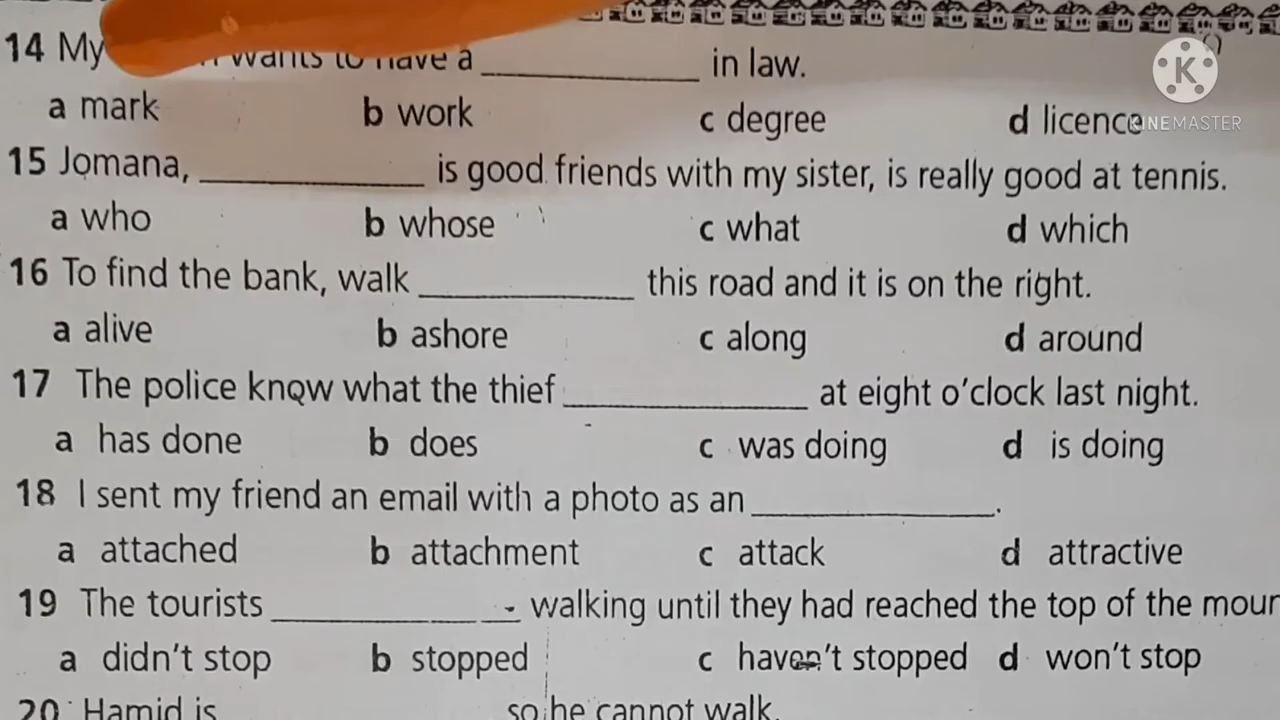 14 My wants to have a ____________ in law.
a mark b work c degree d licence
KINEMASTER
15 Jomana, ____________ is good friends with my sister, is really good at tennis.
a who b whose c what d which
16 To find the bank, walk ____________ this road and it is on the right.
a alive b ashore c along d around
17 The police know what the thief ____________ at eight o'clock last night.
a has done b does c was doing d is doing
18 I sent my friend an email with a photo as an ____________.
a attached b attachment c attack d attractive
19 The tourists ____________ walking until they had reached the top of the
a didn't stop b stopped c haven't stopped d won't stop
20 Hamid is ____________ so he cannot walk.